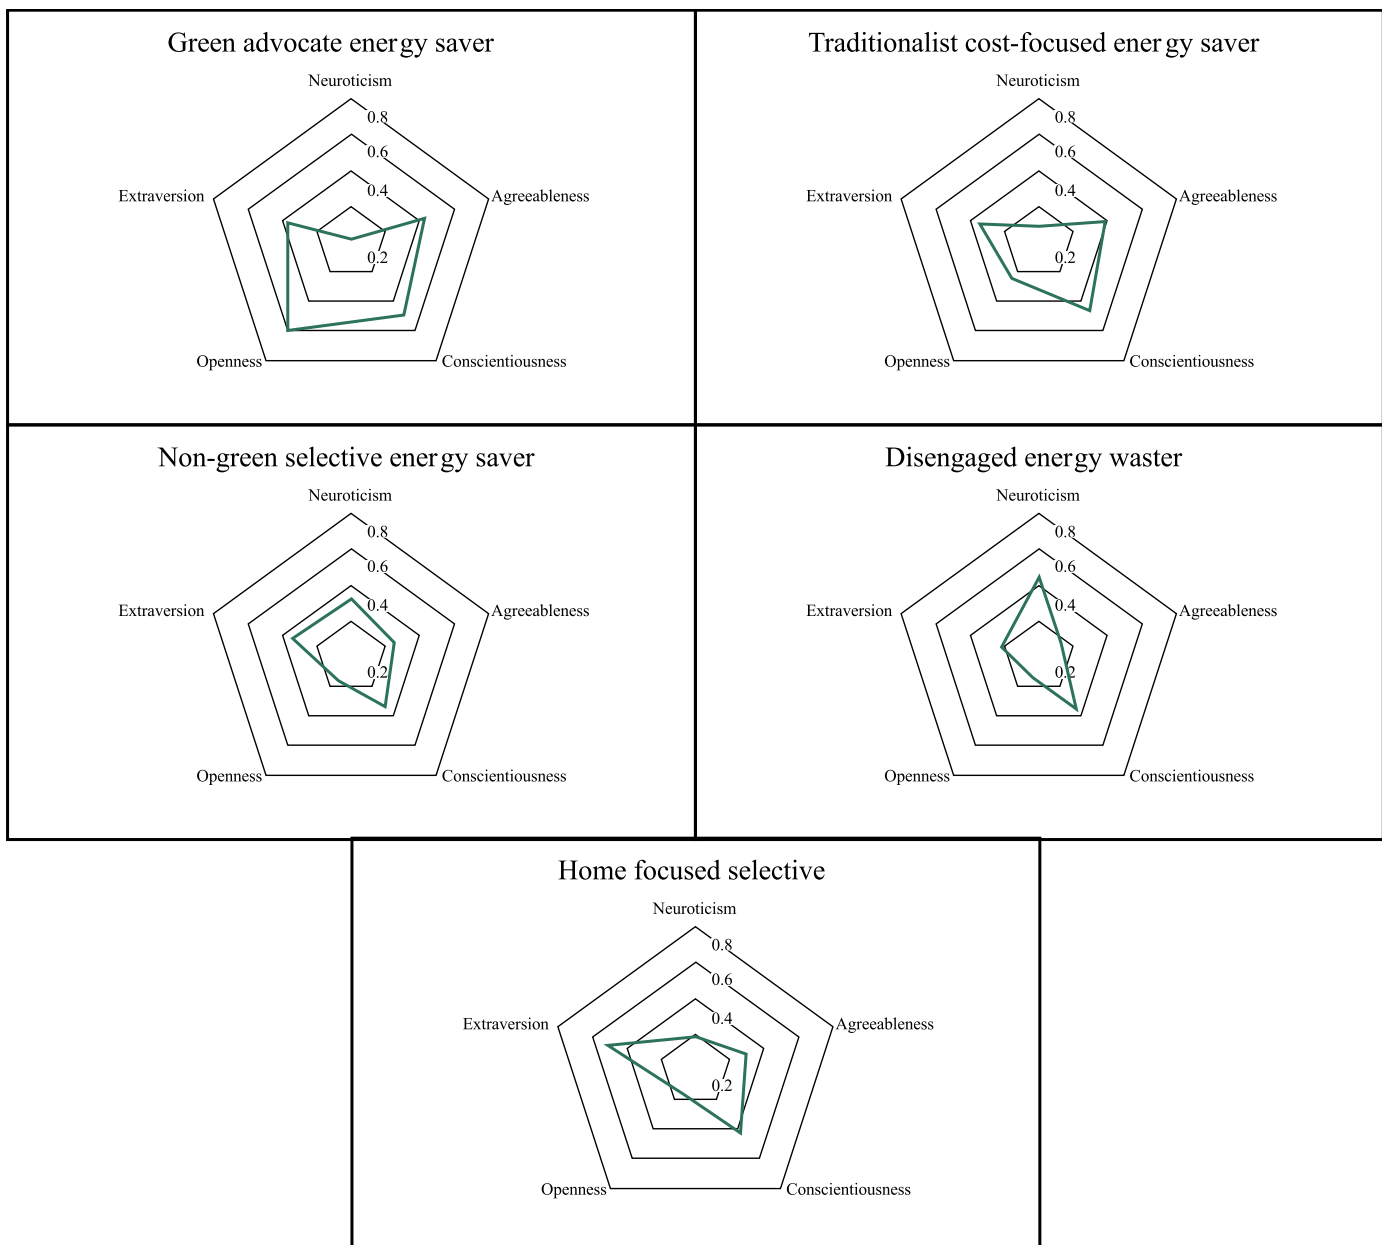 Green advocate energy saver
Neuroticism
0.8
0.6
0.4
0.2
Extraversion
Agreeableness
Openness
Conscientiousness
Traditionalist cost-focused energy saver
Neuroticism
0.8
0.6
0.4
0.2
Extraversion
Agreeableness
Openness
Conscientiousness
Non-green selective energy saver
Neuroticism
0.8
0.6
0.4
0.2
Extraversion
Agreeableness
Openness
Conscientiousness
Disengaged energy waster
Neuroticism
0.8
0.6
0.4
0.2
Extraversion
Agreeableness
Openness
Conscientiousness
Home focused selective
Neuroticism
0.8
0.6
0.4
0.2
Extraversion
Agreeableness
Openness
Conscientiousness